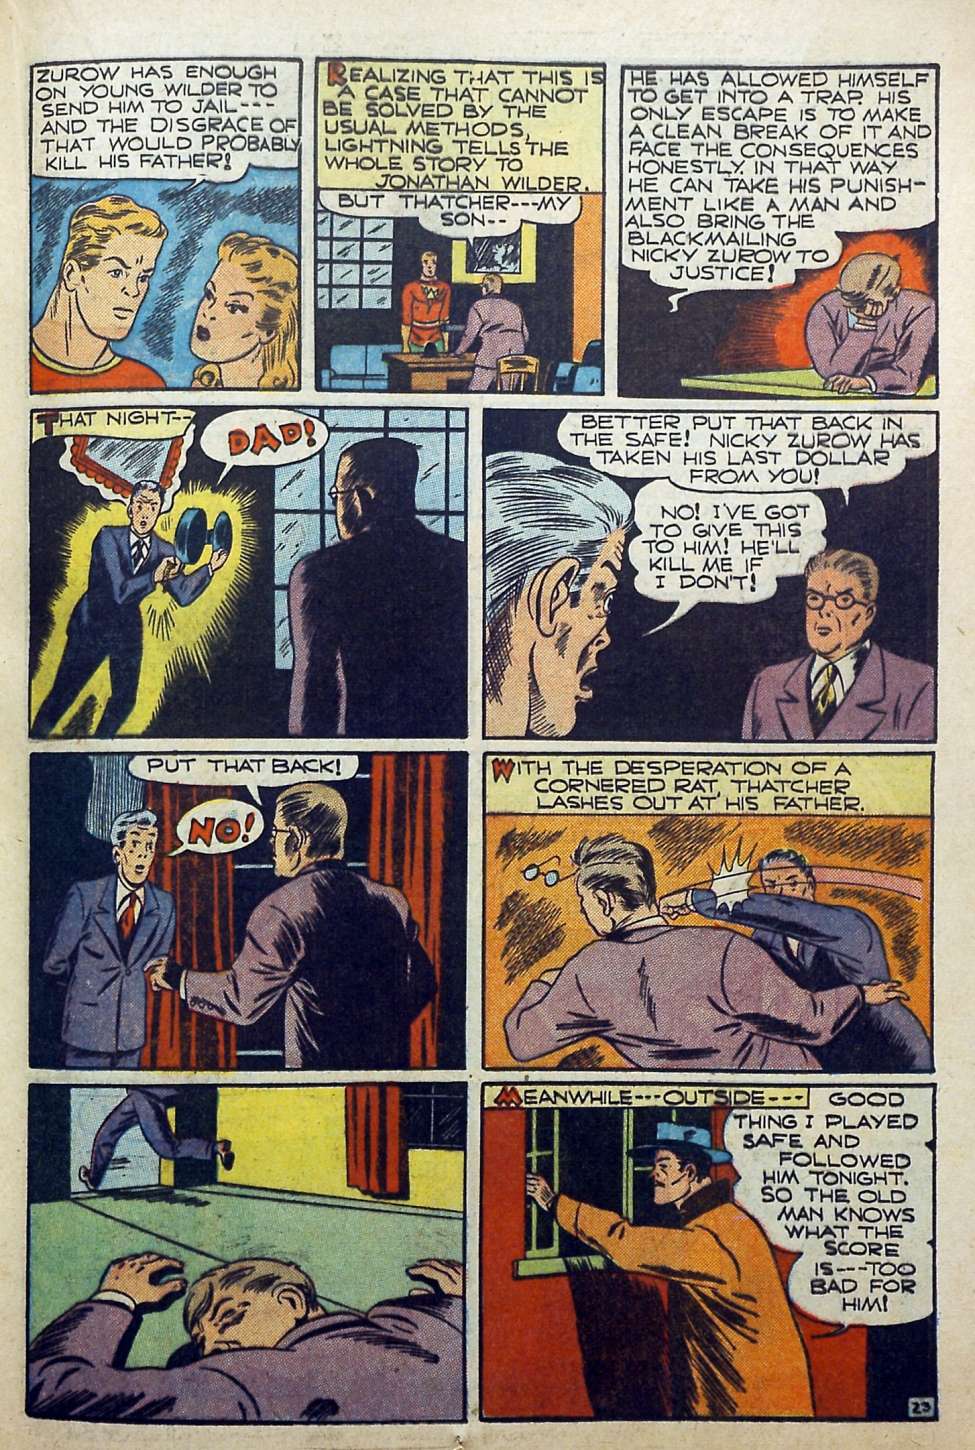 ZUROW HAS ENOUGH
ON YOUNG WILDER TO
SEND HIM TO JAIL---
AND THE DISGRACE OF
THAT WOULD PROBABLY
KILL HIS FATHER!
REALIZING THAT THIS IS
A CASE THAT CANNOT
BE SOLVED BY THE
USUAL METHODS,
LIGHTNING TELLS THE
WHOLE STORY TO
JONATHAN WILDER.
BUT THATCHER---MY
SON--
HE HAS ALLOWED HIMSELF
TO GET INTO A TRAP. HIS
ONLY ESCAPE IS TO MAKE
A CLEAN BREAK OF IT AND
FACE THE CONSEQUENCES
HONESTLY. IN THAT WAY
HE CAN TAKE HIS PUNISH-
MENT LIKE A MAN AND
ALSO BRING THE
BLACKMAILING
NICKY ZUROW TO
JUSTICE!
THAT NIGHT--
DAD!
BETTER PUT THAT BACK IN
THE SAFE! NICKY ZUROW HAS
TAKEN HIS LAST DOLLAR
FROM YOU!
NO! I'VE GOT
TO GIVE THIS
TO HIM! HE'LL
KILL ME IF
I DON'T!
PUT THAT BACK!
NO!
WITH THE DESPERATION OF A
CORNERED RAT, THATCHER
LASHES OUT AT HIS FATHER.
MEANWHILE---OUTSIDE---
GOOD
THING I PLAYED
SAFE AND
FOLLOWED
HIM TONIGHT.
SO THE OLD
MAN KNOWS
WHAT THE
SCORE
IS---TOO
BAD FOR
HIM!
23